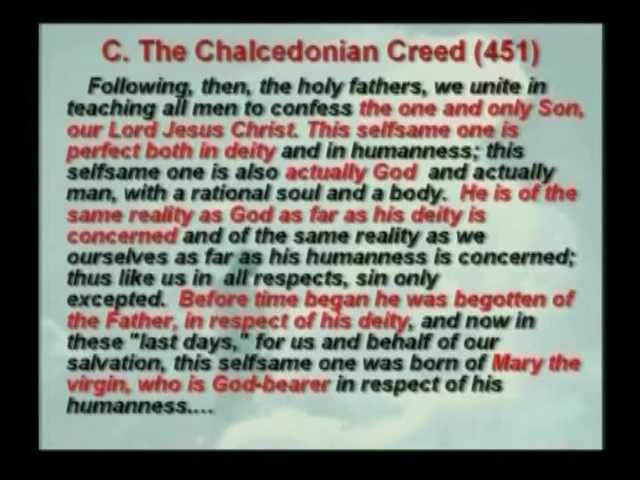 C. The Chalcedonian Creed (451)
Following, then, the holy fathers, we unite in
teaching all men to confess the one and only Son,
our Lord Jesus Christ. This selfsame one is
perfect both in deity and in humanness; this
selfsame one is also actually God and actually
man, with a rational soul and a body. He is of the
same reality as God as far as his deity is
concerned and of the same reality as we
ourselves as far as his humanness is concerned;
thus like us in all respects, sin only
excepted. Before time began he was begotten of
the Father, in respect of his deity, and now in
these "last days," for us and behalf of our
salvation, this selfsame one was born of Mary the
virgin, who is God-bearer in respect of his
humanness....